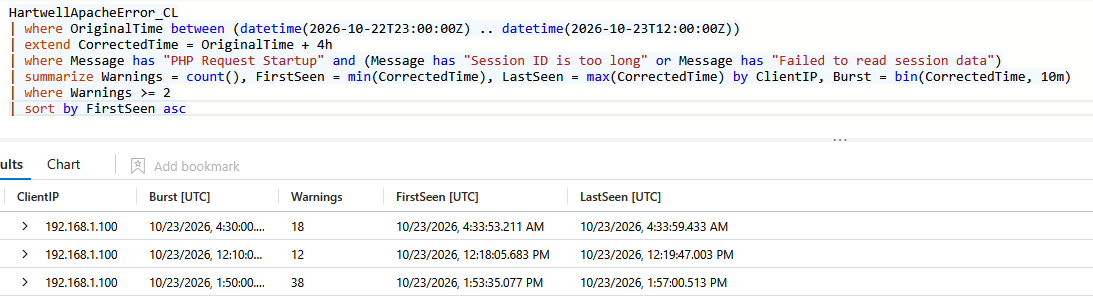 HartwellApacheError_CL
| where OriginalTime between (datetime(2026-10-22T23:00:00Z) .. datetime(2026-10-23T12:00:00Z))
| extend CorrectedTime = OriginalTime + 4h
| where Message has "PHP Request Startup" and (Message has "Session ID is too long" or Message has "Failed to read session data")
| summarize Warnings = count(), FirstSeen = min(CorrectedTime), LastSeen = max(CorrectedTime) by ClientIP, Burst = bin(CorrectedTime, 10m)
| where Warnings >= 2
| sort by FirstSeen asc
...
ults Chart Add bookmark
ClientIP Burst [UTC] Warnings FirstSeen [UTC] LastSeen [UTC]
> 192.168.1.100 10/23/2026, 4:30:00.... 18 10/23/2026, 4:33:53.211 AM 10/23/2026, 4:33:59.433 AM
> 192.168.1.100 10/23/2026, 12:10:0... 12 10/23/2026, 12:18:05.683 PM 10/23/2026, 12:19:47.003 PM
> 192.168.1.100 10/23/2026, 1:50:00.... 38 10/23/2026, 1:53:35.077 PM 10/23/2026, 1:57:00.513 PM